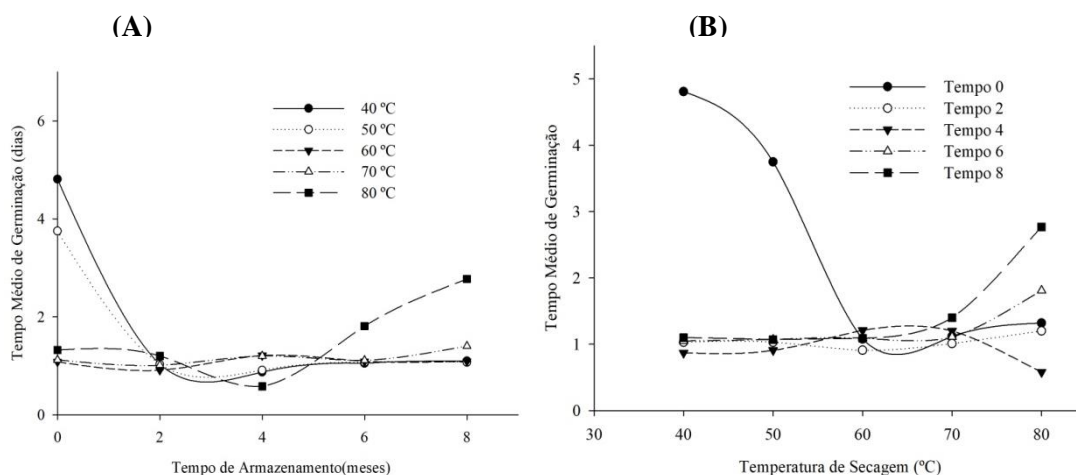 (A)
Tempo Médio de Germinação (dias)
6
4
2
0
40 ºC
50 ºC
60 ºC
70 ºC
80 ºC
0 2 4 6 8
Tempo de Armazenamento(meses)
(B)
Tempo Médio de Germinação
5
4
3
2
1
0
Tempo 0
Tempo 2
Tempo 4
Tempo 6
Tempo 8
30 40 50 60 70 80
Temperatura de Secagem (ºC)